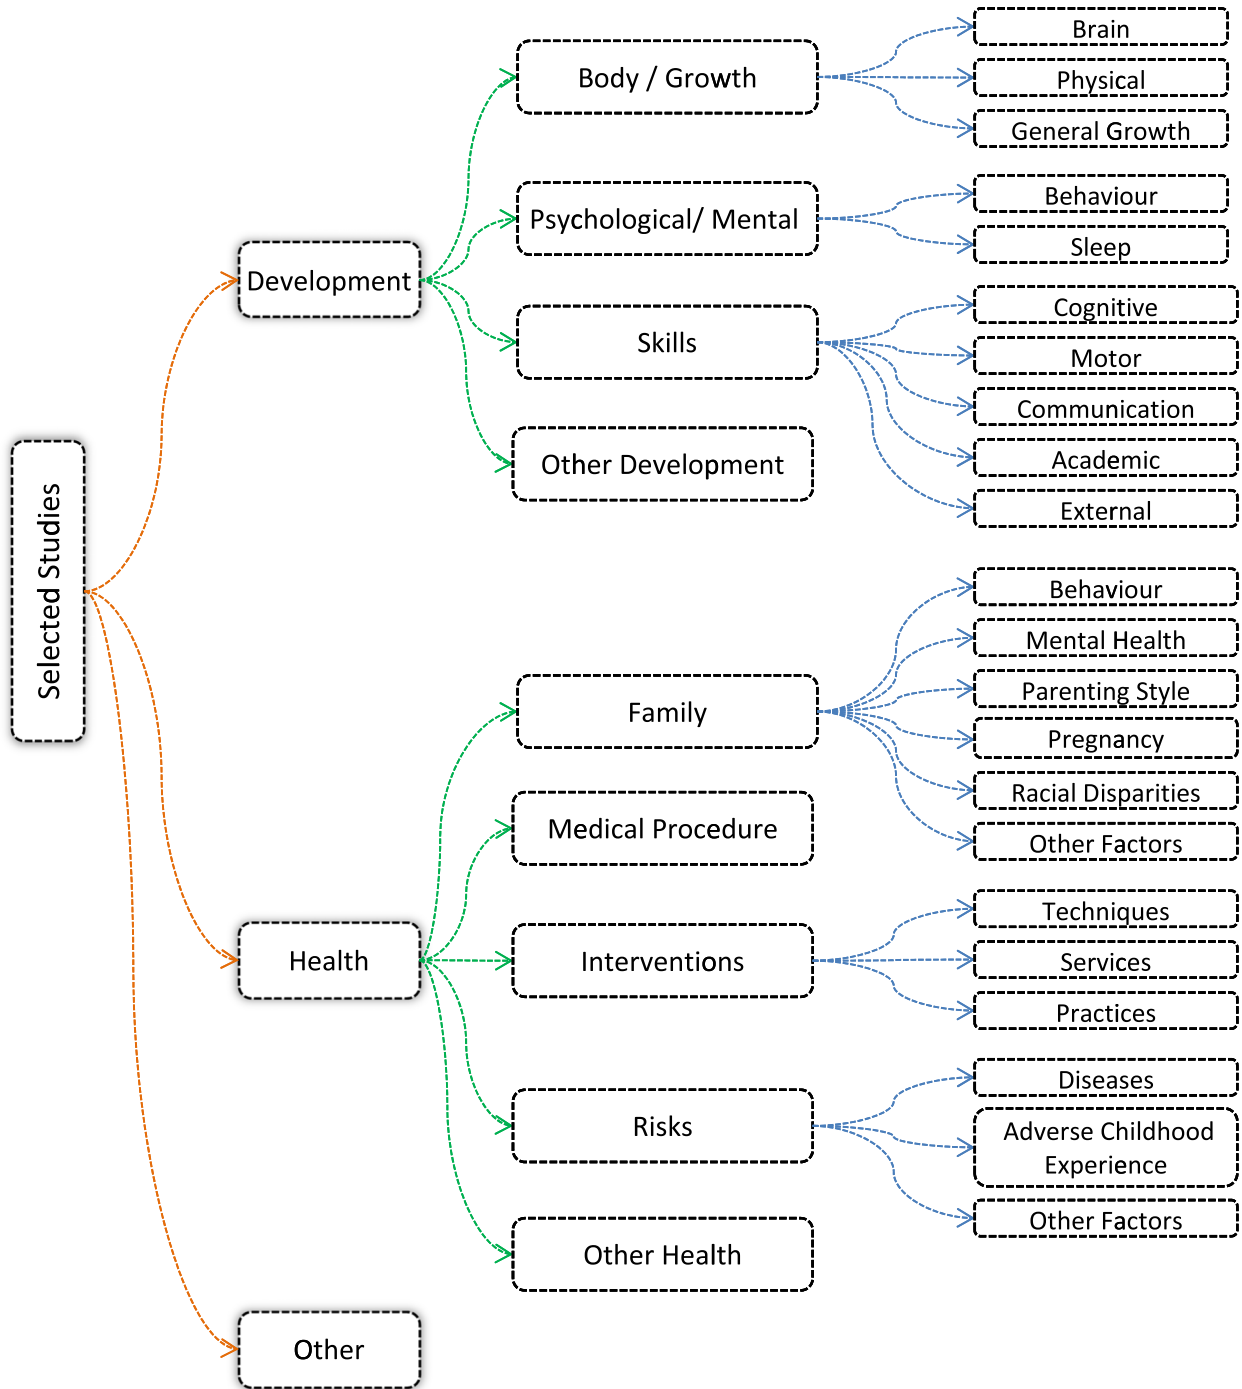 Selected Studies
Development
Body / Growth
Brain
Physical
General Growth
Psychological/ Mental
Behaviour
Sleep
Skills
Cognitive
Motor
Communication
Academic
External
Other Development
Health
Family
Behaviour
Mental Health
Parenting Style
Pregnancy
Racial Disparities
Other Factors
Medical Procedure
Interventions
Techniques
Services
Practices
Risks
Diseases
Adverse Childhood
Experience
Other Factors
Other Health
Other